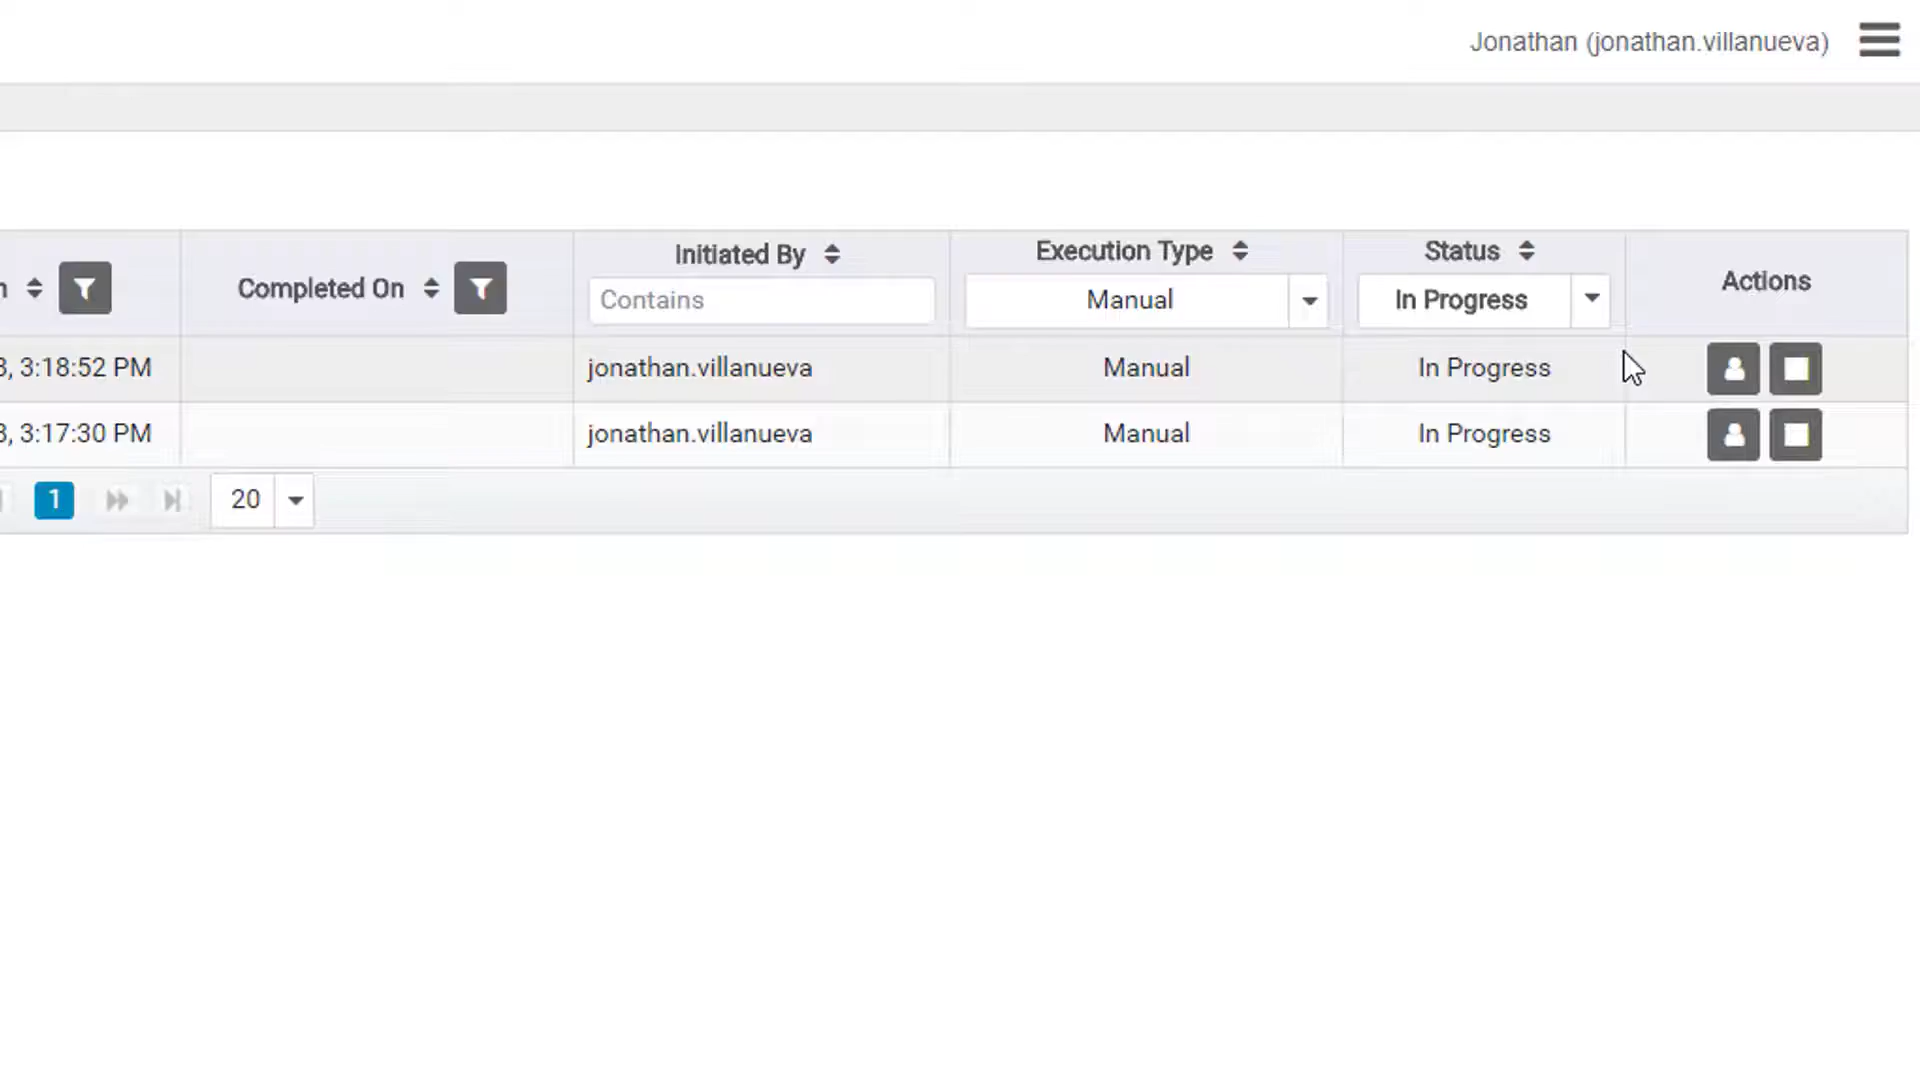 Jonathan (jonathan.villanueva)
Completed On
Initiated By
Execution Type
Status
Actions
Contains
Manual
In Progress
3:18:52 PM
jonathan.villanueva
Manual
In Progress
3:17:30 PM
jonathan.villanueva
Manual
In Progress
1
20